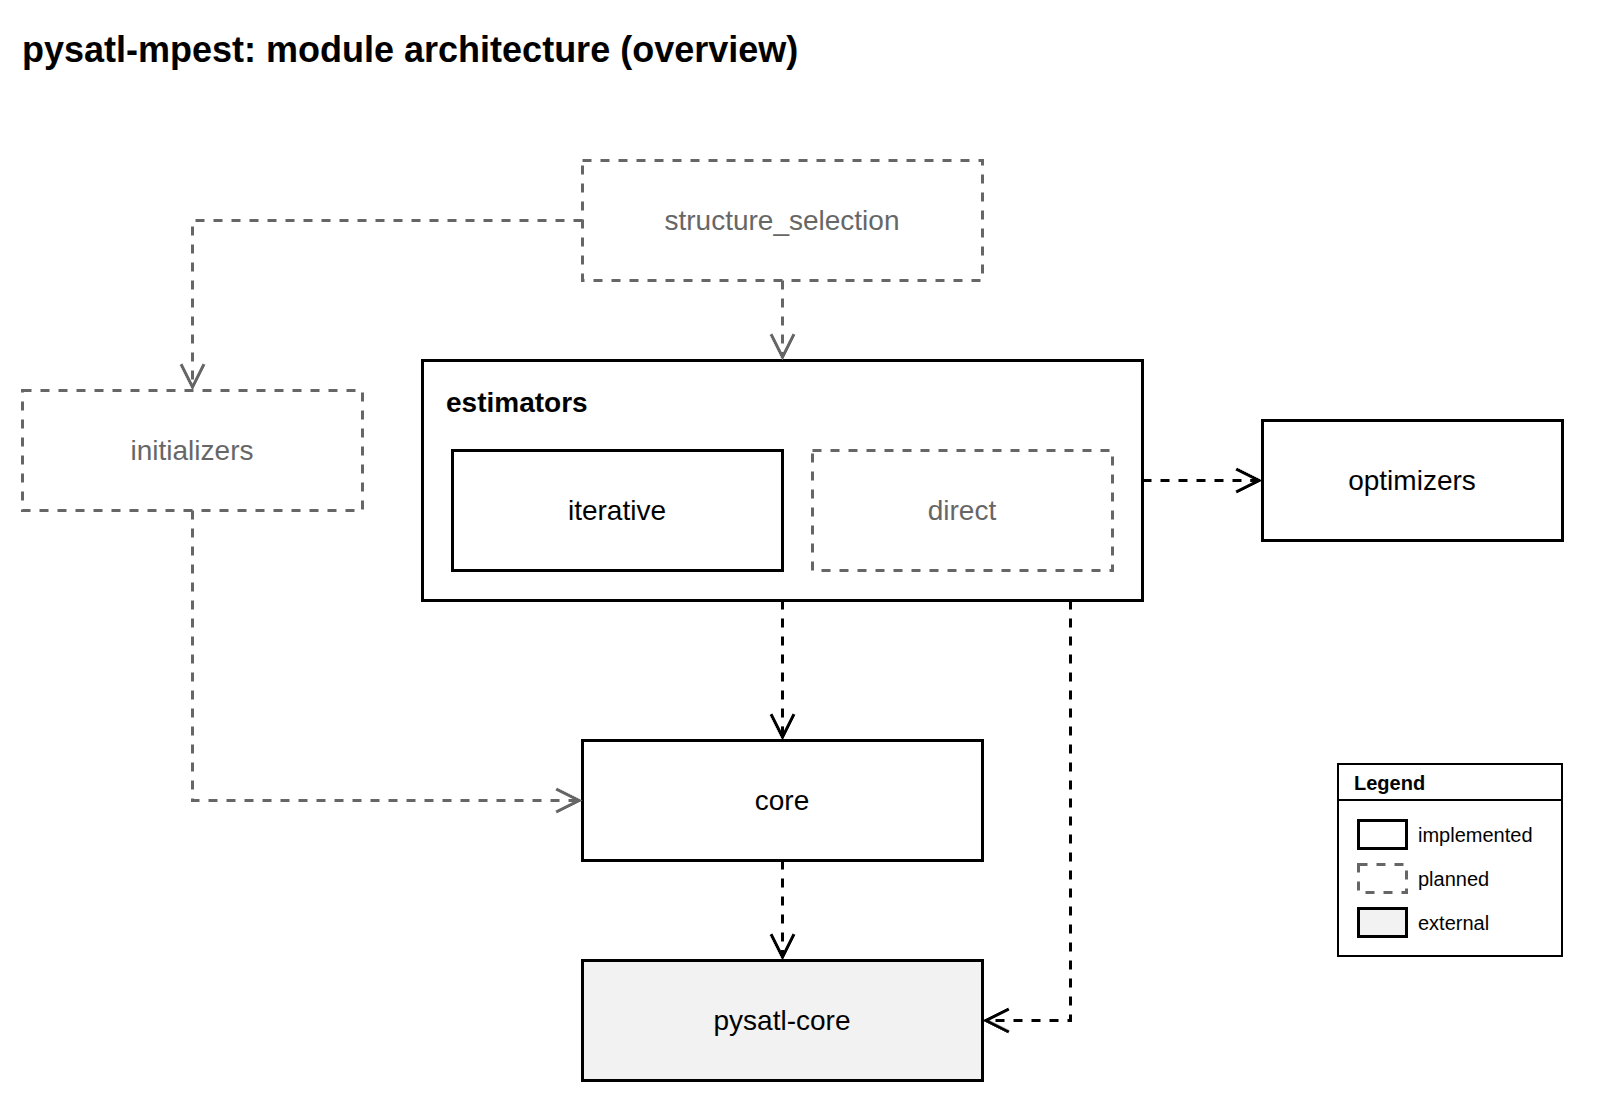 pysatl-mpest: module architecture (overview)
structure_selection
estimators
initializers
iterative
direct
optimizers
core
Legend
implemented
planned
external
pysatl-core